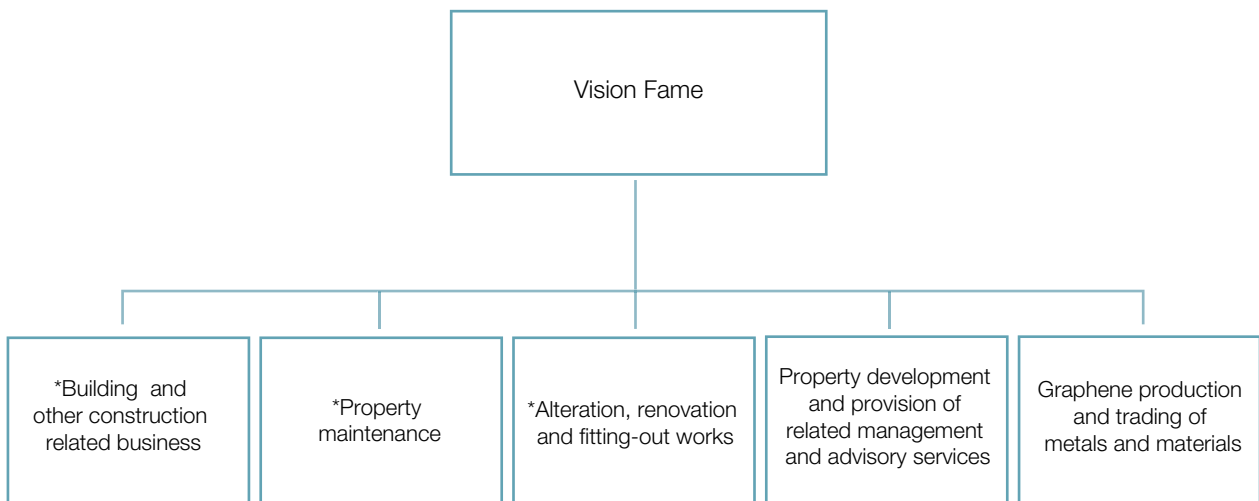 Vision Fame
*Building and
other construction
related business
*Property
maintenance
*Alteration, renovation
and fitting-out works
Property development
and provision of
related management
and advisory services
Graphene production
and trading of
metals and materials